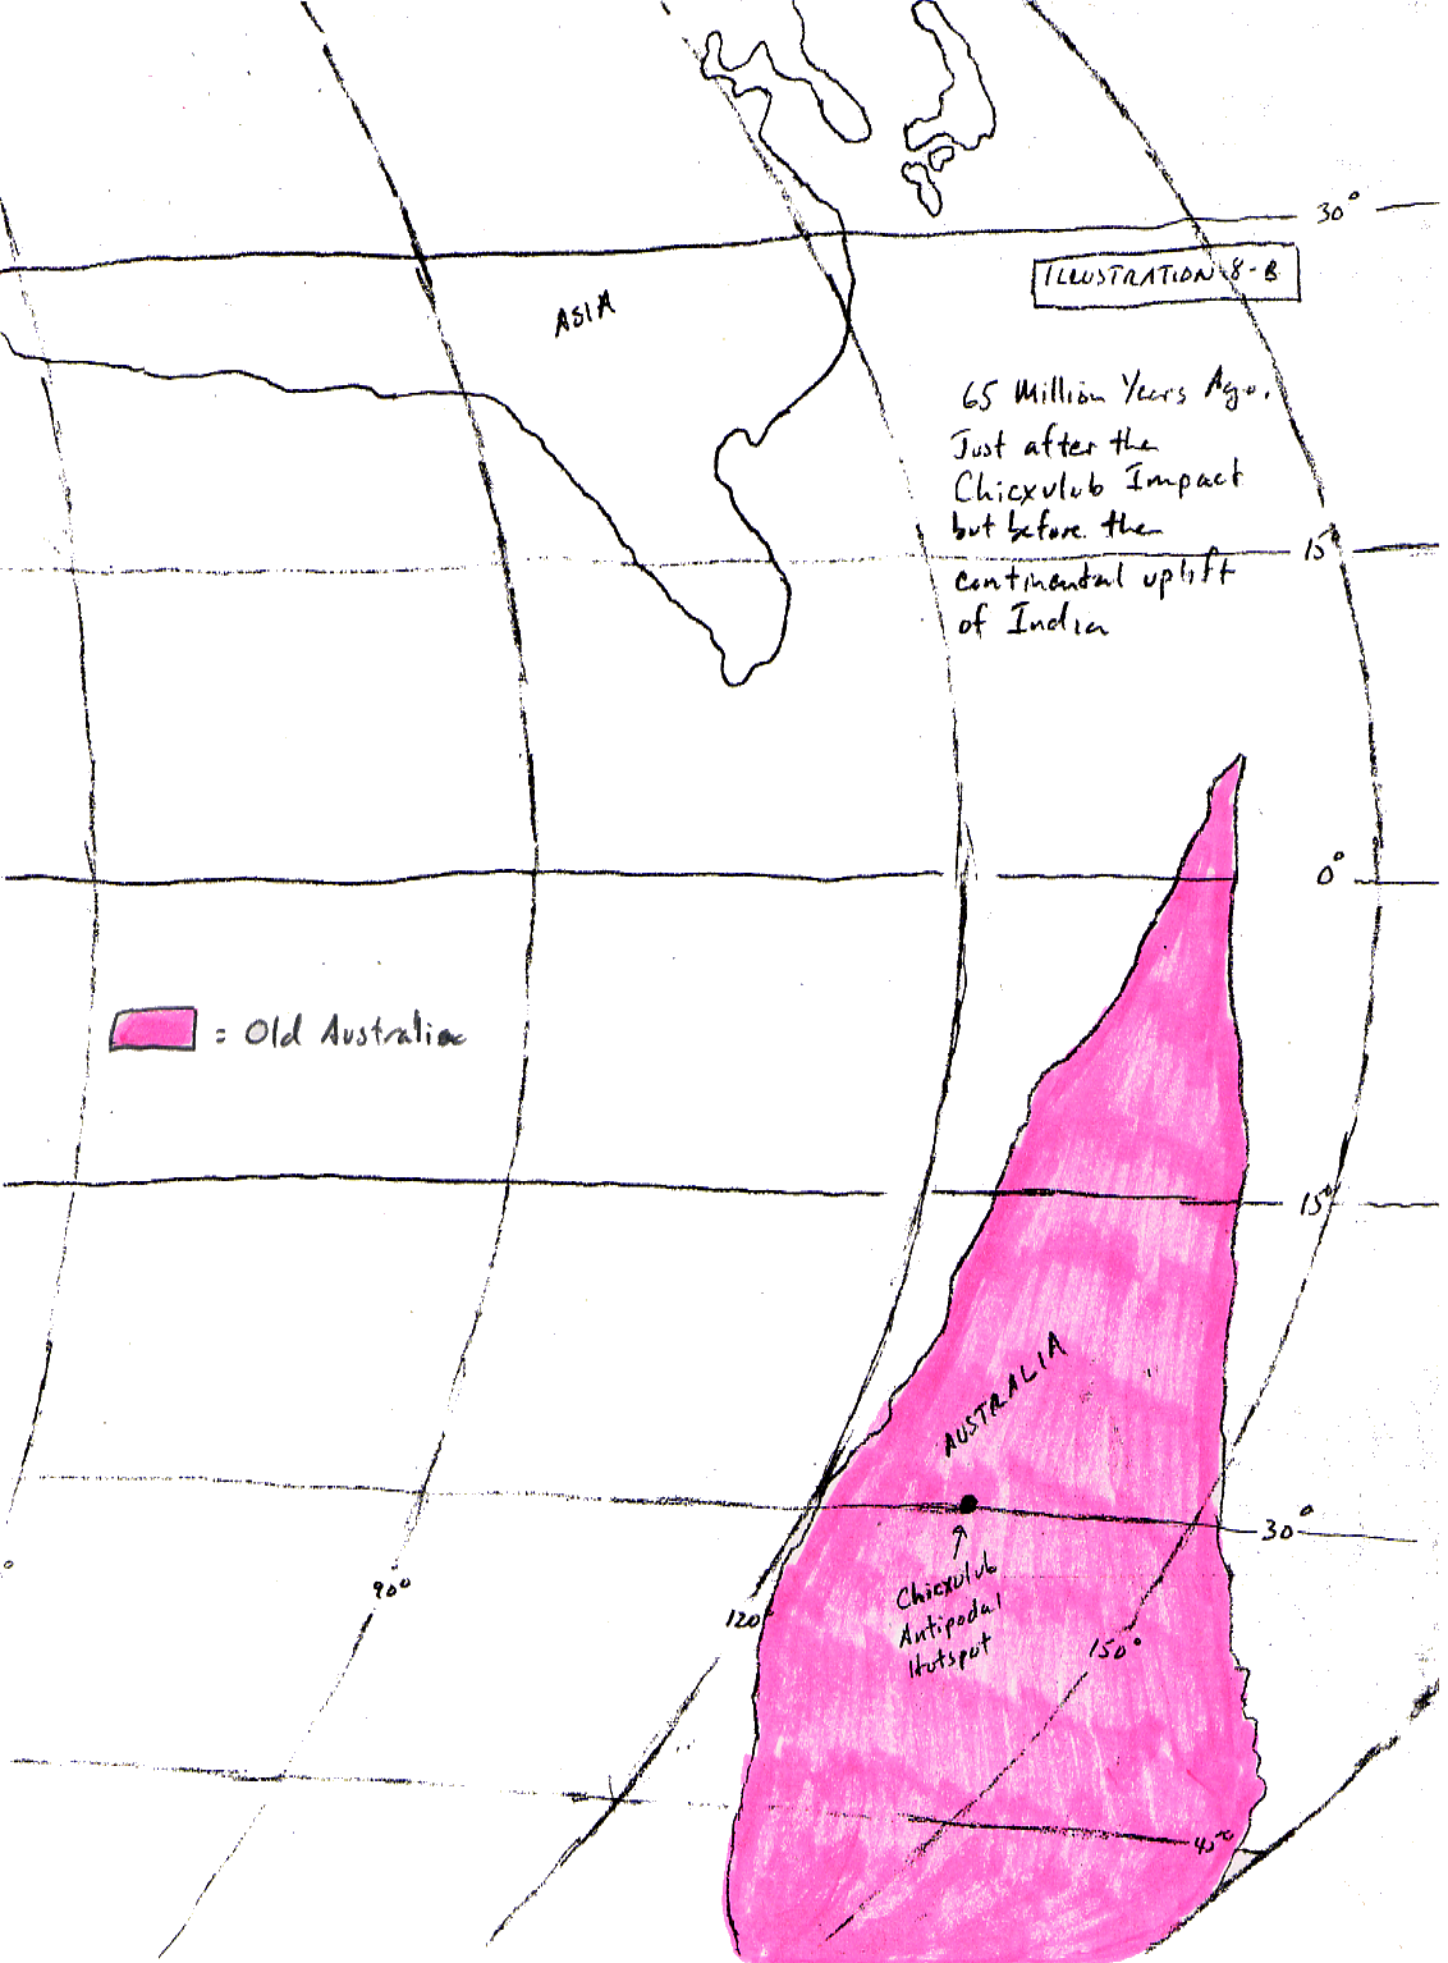 30°
ILLUSTRATION 8-B
ASIA
65 Million Years Ago.
Just after the
Chicxulub Impact
but before the
15°
continental uplift
of India
0°
= Old Australia
15°
AUSTRALIA
30°
Chicxulub
Antipodal
Hotspot
90°
120°
150°